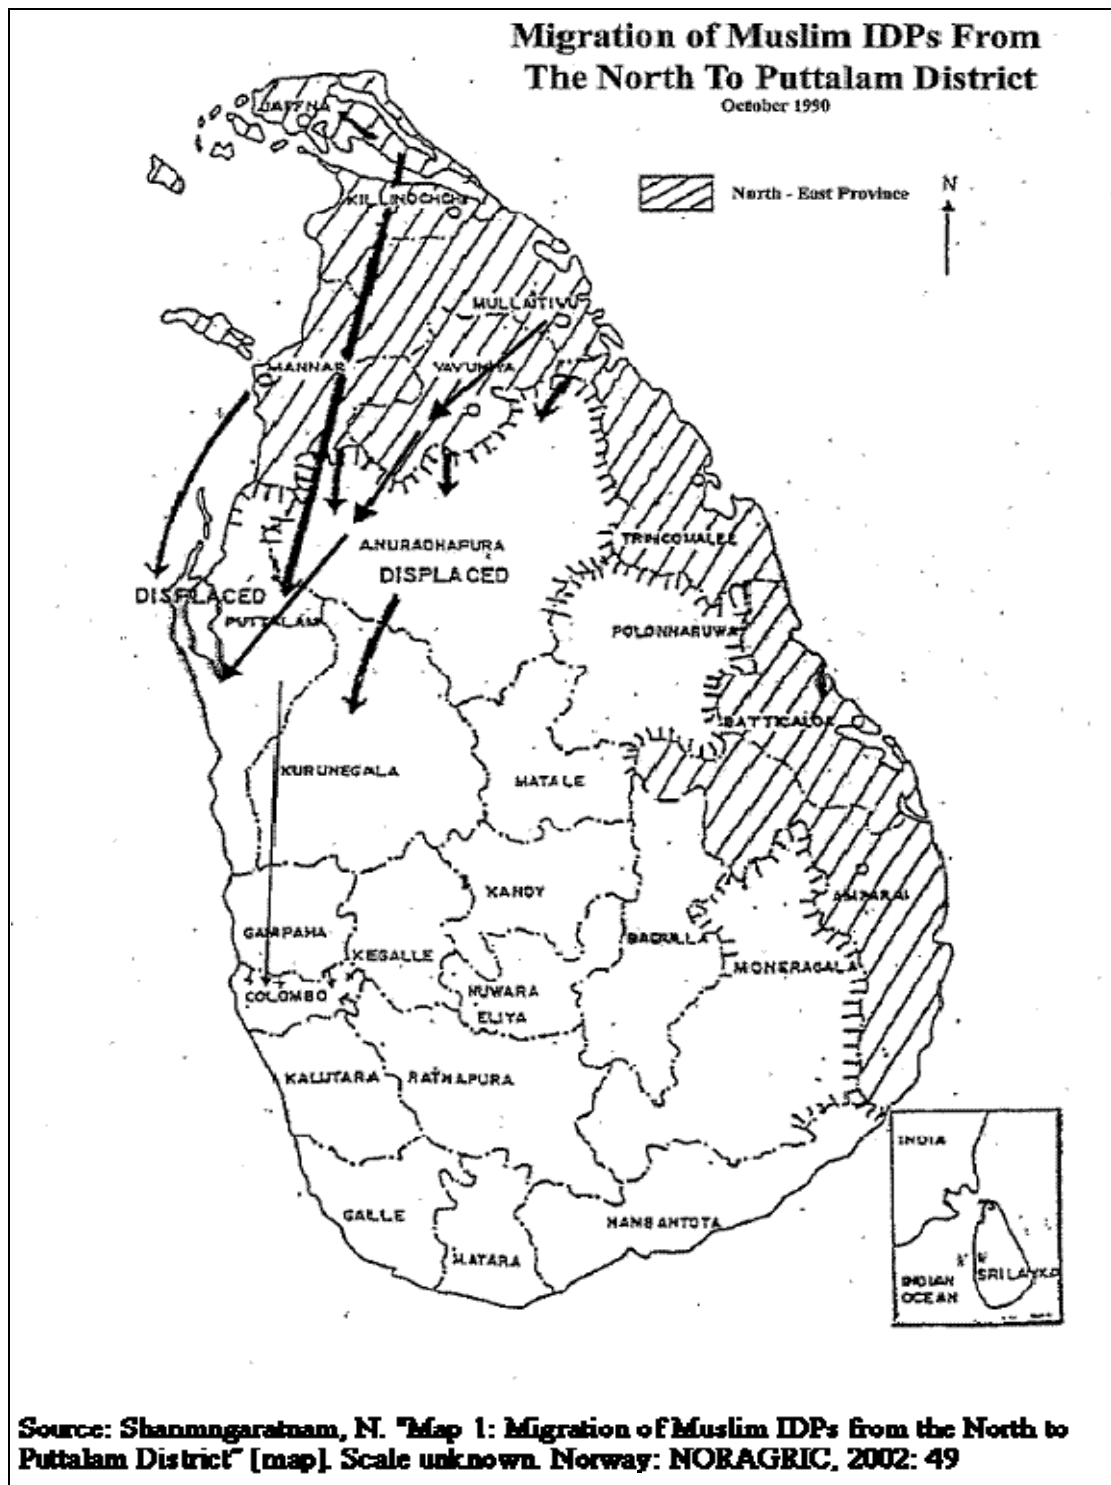 Migration of Muslim IDPs From
The North To Puttalam District
October 1990
North - East Province
N
JAFFNA
KILLINOCHCHI
MULLAITIVU
MANNAR
VAVUNIYA
TRINCOMALEE
ANURADHAPURA
DISPLACED
DISPLACED
PUTTALAM
POLONNARUWA
BATTICALOA
KURUNEGALA
MATALE
KANDY
AMPARAI
GAMPAHA
KEGALLE
BADULLA
MONERAGALA
NUWARA
ELIYA
COLOMBO
KALUTARA
RATNAPURA
GALLE
MATARA
HAMBANTOTA
INDIA
SRI LANKA
INDIAN
OCEAN
Source: Shanmngaratnam, N. "Map 1: Migration of Muslim IDPs from the North to
Puttalam District" [map]. Scale unknown. Norway: NORAGRIC, 2002: 49